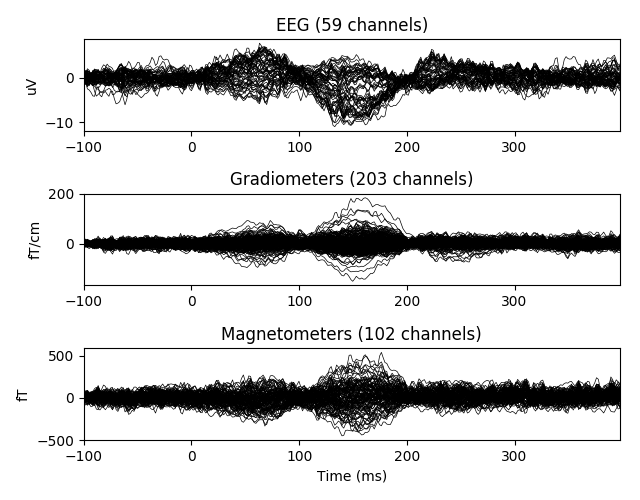 EEG (59 channels)
uV
0
−10
−100 0 100 200 300
Gradiometers (203 channels)
fT/cm
200
0
−100 0 100 200 300
Magnetometers (102 channels)
fT
500
0
−500
−100 0 100 200 300
Time (ms)